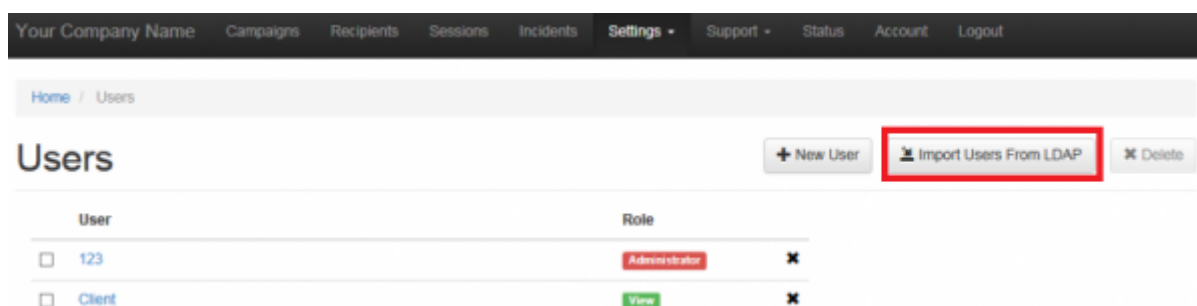 Your Company Name Campaigns Recipients Sessions Incidents Settings Support Status Account Logout
Home / Users
Users + New User Import Users From LDAP ✖ Delete
User Role
123 Administrator ✖
Client View ✖